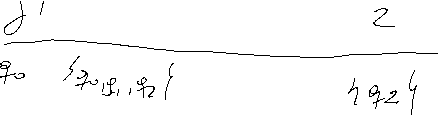 δ' 2
q₀ {q₀,q₁,q₂} {q₂}